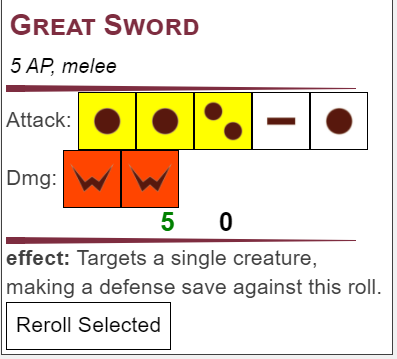 Great Sword
5 AP, melee
Attack:
Dmg:
5 0
effect: Targets a single creature,
making a defense save against this roll.
Reroll Selected